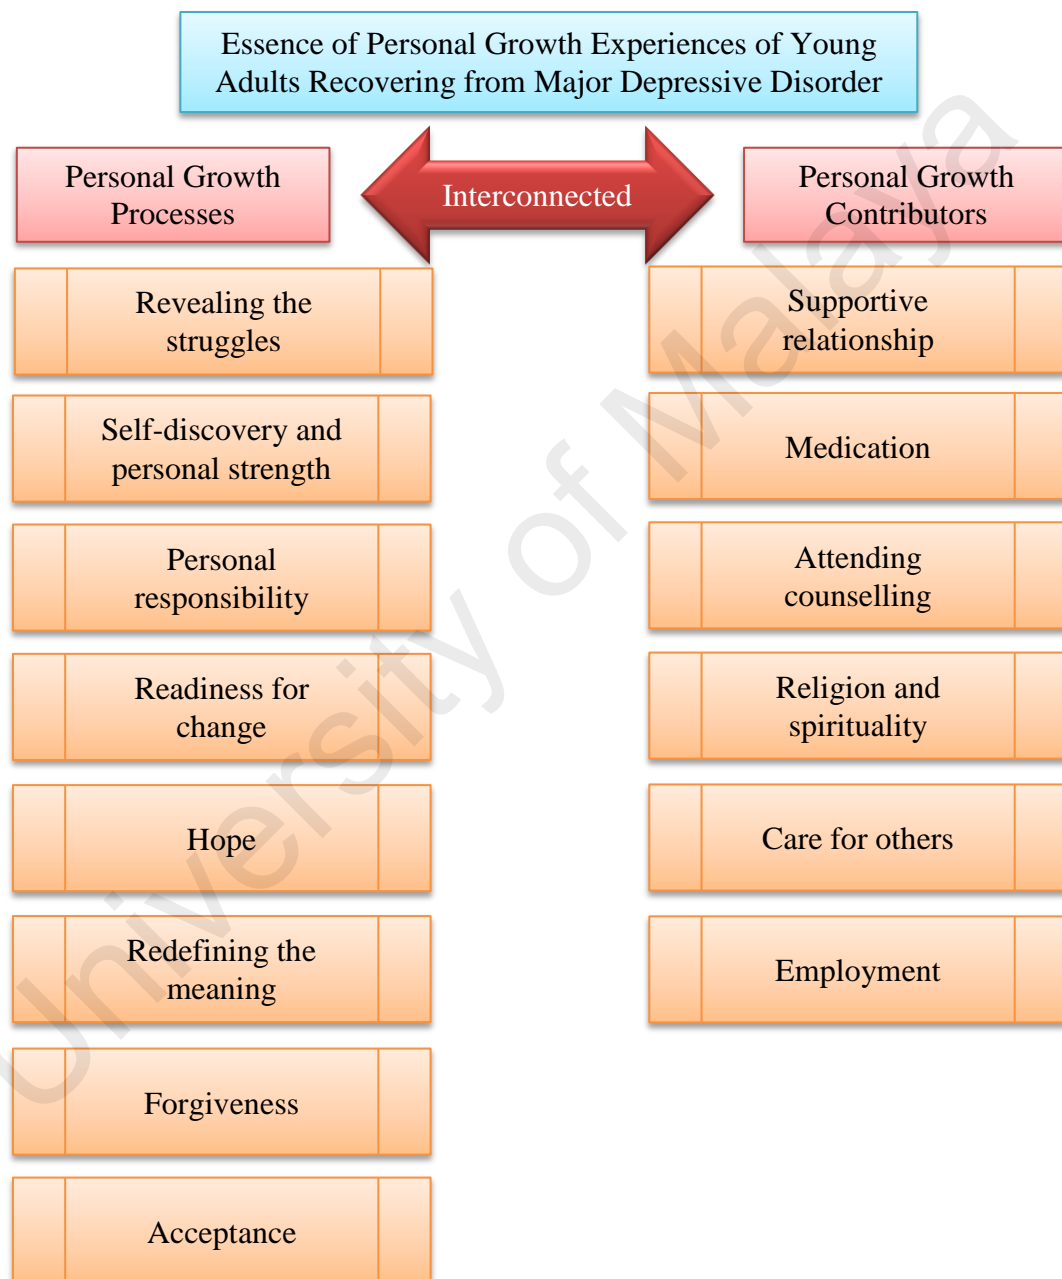 Essence of Personal Growth Experiences of Young
Adults Recovering from Major Depressive Disorder
Personal Growth
Processes
Interconnected
Personal Growth
Contributors
Revealing the
struggles
Self-discovery and
personal strength
Personal
responsibility
Readiness for
change
Hope
Redefining the
meaning
Forgiveness
Acceptance
Supportive
relationship
Medication
Attending
counselling
Religion and
spirituality
Care for others
Employment
University of Malaya